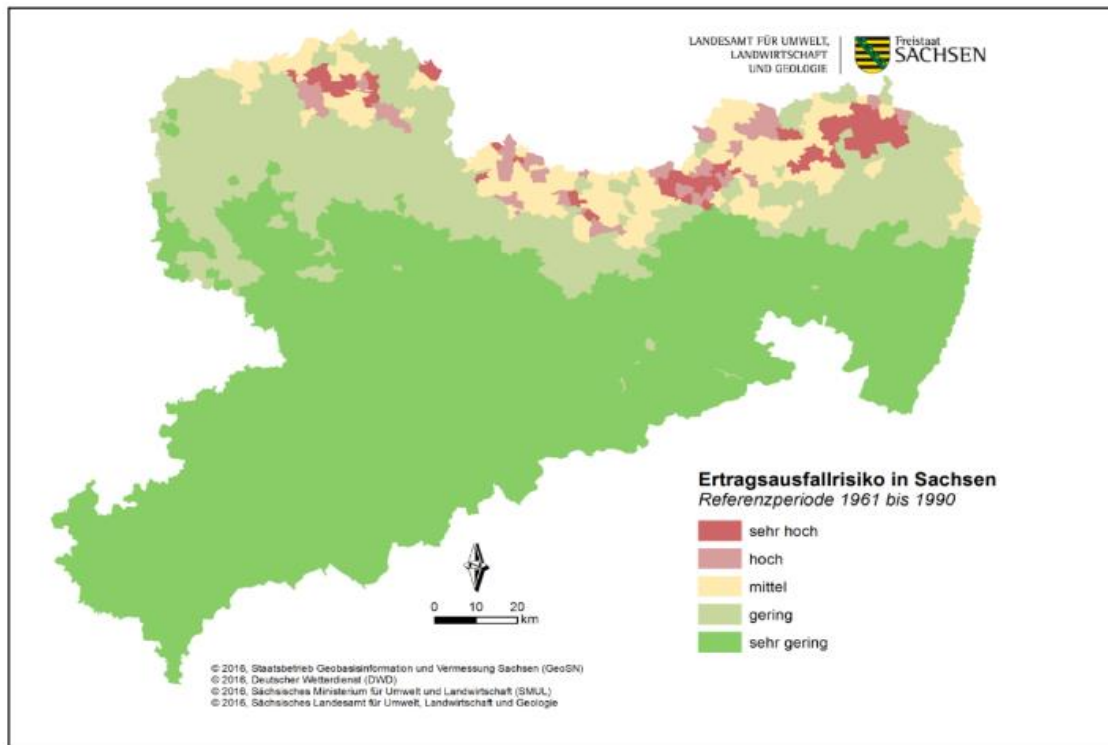 LANDESAMT FÜR UMWELT,
LANDWIRTSCHAFT
UND GEOLOGIE
Freistaat
SACHSEN
Ertragsausfallrisiko in Sachsen
Referenzperiode 1961 bis 1990
sehr hoch
hoch
mittel
gering
sehr gering
0 10 20
km
© 2016, Staatsbetrieb Geobasisinformation und Vermessung Sachsen (GeoSN)
© 2016, Deutscher Wetterdienst (DWD)
© 2016, Sächsisches Ministerium für Umwelt und Landwirtschaft (SMUL)
© 2016, Sächsisches Landesamt für Umwelt, Landwirtschaft und Geologie